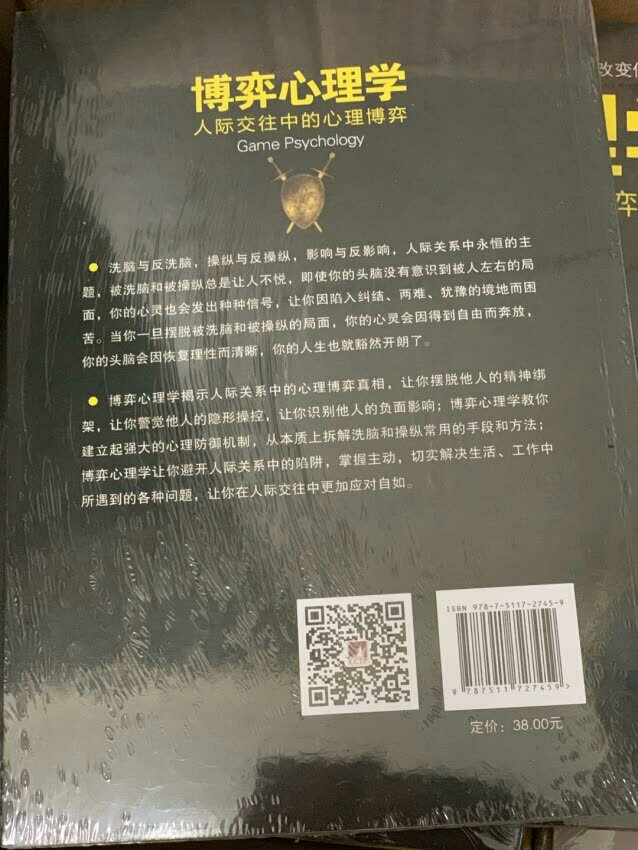 博弈心理学
人际交往中的心理博弈
Game Psychology
改变
洗脑与反洗脑，操纵与反操纵，影响与反影响，人际关系中永恒的主
题，被洗脑和被操纵总是让人不悦，即使你的头脑没有意识到被人左右的局
面，你的心灵也会发出种种信号，让你因陷入纠结、两难、犹豫的境地而困
苦。当你一旦摆脱被洗脑和被操纵的局面，你的心灵会因得到自由而奔放，
你的头脑会因恢复理性而清晰，你的人生也就豁然开朗了。
博弈心理学揭示人际关系中的心理博弈真相，让你摆脱他人的精神绑
架，让你警觉他人的隐形操控，让你识别他人的负面影响；博弈心理学教你
建立起强大的心理防御机制，从本质上拆解洗脑和操纵常用的手段和方法；
博弈心理学让你避开人际关系中的陷阱，掌握主动，切实解决生活、工作中
所遇到的各种问题，让你在人际交往中更加应对自如。
ISBN 978-7-5117-2745-9
9 787511 727459 >
定价：38.00元